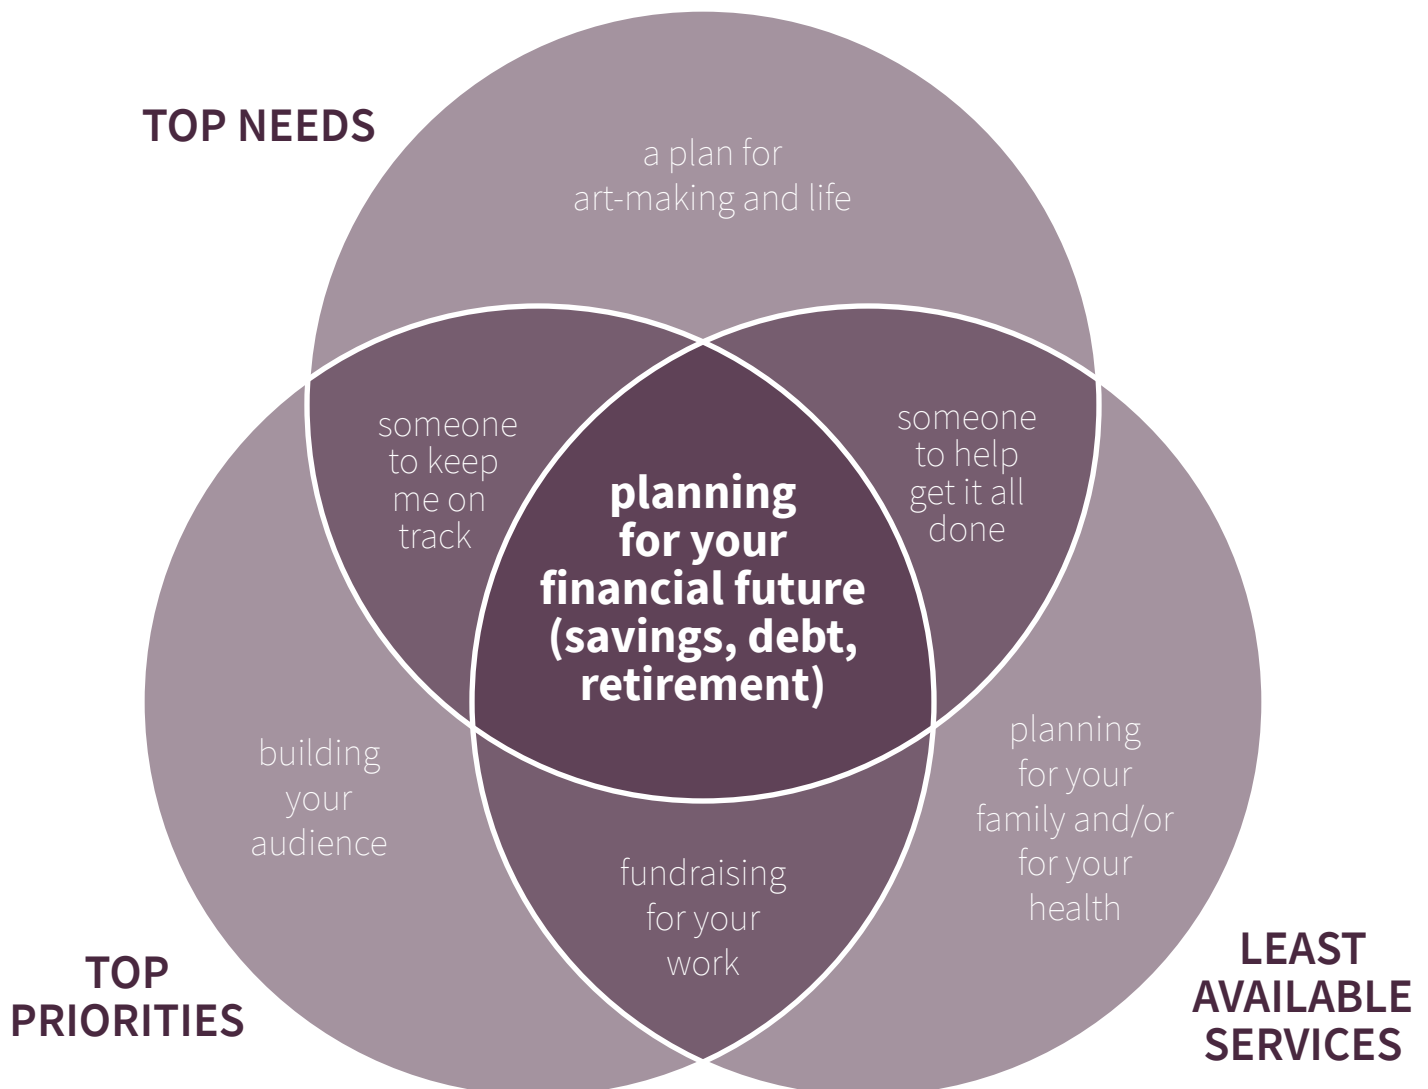 TOP NEEDS
a plan for
art-making and life
someone
to keep
me on
track
someone
to help
get it all
done
planning
for your
financial future
(savings, debt,
retirement)
building
your
audience
planning
for your
family and/or
for your
health
fundraising
for your
work
TOP
PRIORITIES
LEAST
AVAILABLE
SERVICES